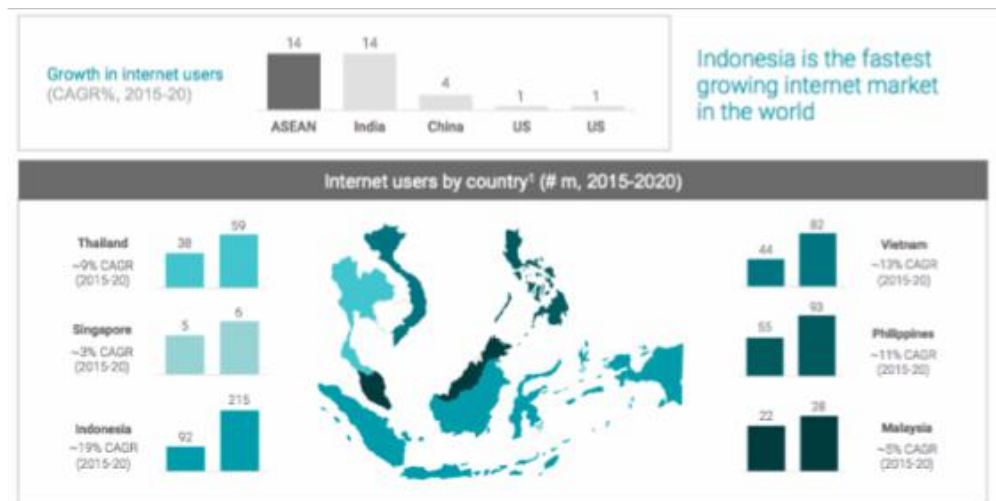 Growth in internet users
(CAGR%, 2015-20)
14
14
4
1
1
ASEAN
India
China
US
US
Indonesia is the fastest
growing internet market
in the world
Internet users by country¹ (# m, 2015-2020)
Thailand
~9% CAGR
(2015-20)
38
59
Singapore
~3% CAGR
(2015-20)
5
6
Indonesia
~19% CAGR
(2015-20)
92
215
Vietnam
~13% CAGR
(2015-20)
44
82
Philippines
~11% CAGR
(2015-20)
55
93
Malaysia
~5% CAGR
(2015-20)
22
28